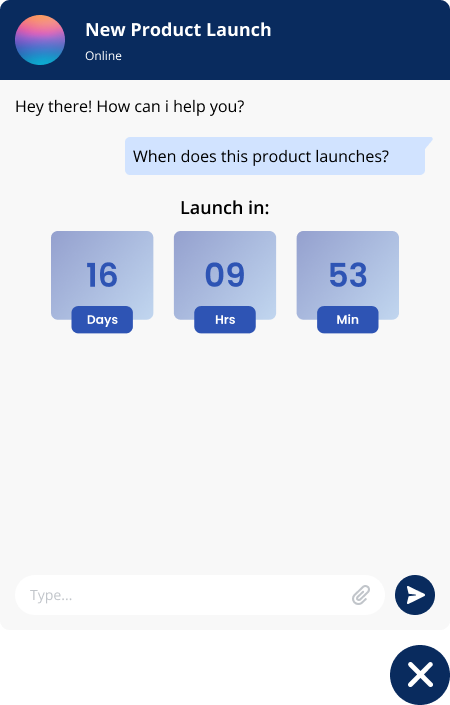 New Product Launch
Online
Hey there! How can i help you?
When does this product launches?
Launch in:
16 09 53
Days Hrs Min
Type...